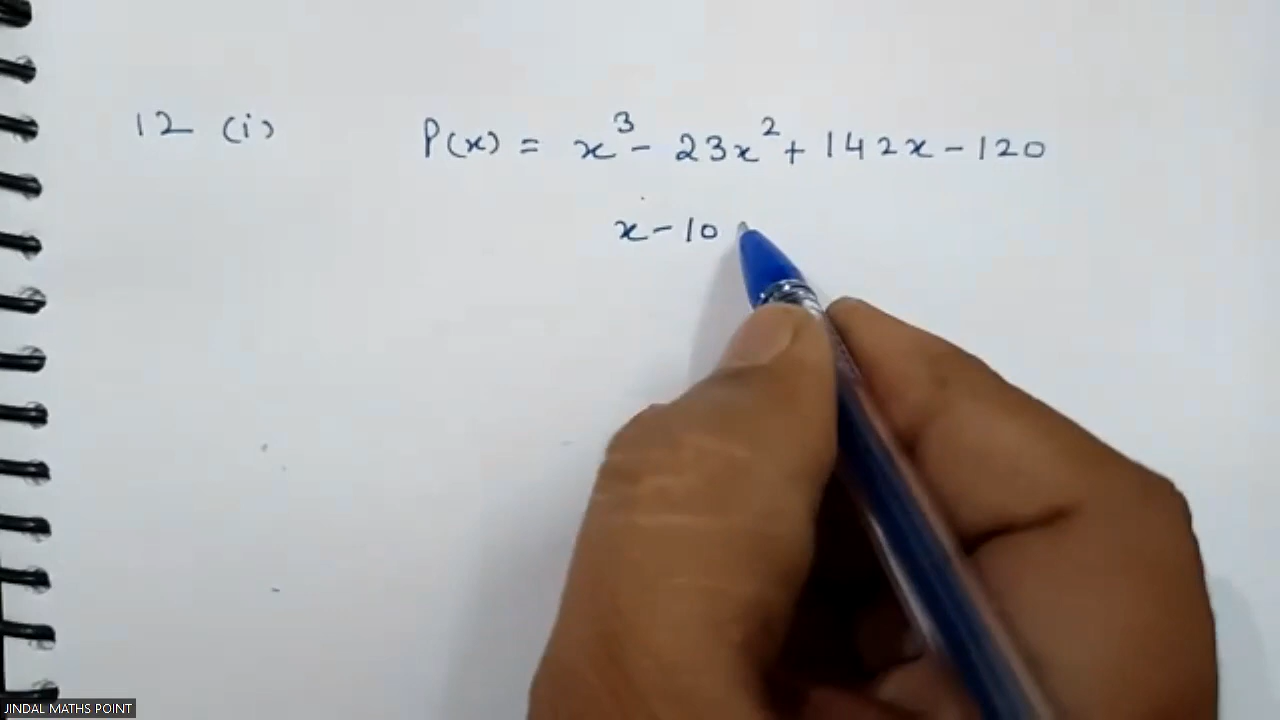 12 (i) P(x) = x³ - 23x² + 142x - 120
x - 10
JINDAL MATHS POINT